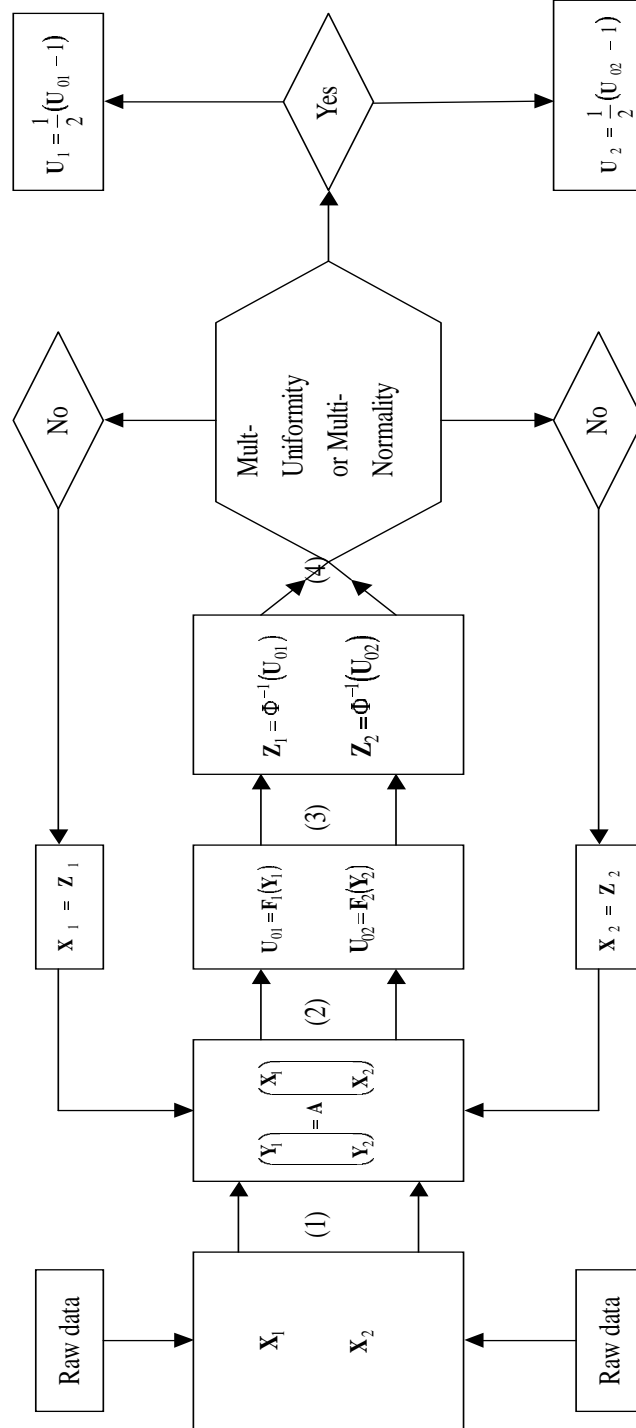 Raw data
Raw data
X₁
X₂
(1)
(Y₁ Y₂) = A (X₁ X₂)
(2)
X₁ = Z₁
U₀₁ = F₁(Y₁)
U₀₂ = F₂(Y₂)
X₂ = Z₂
(3)
Z₁ = Φ⁻¹(U₀₁)
Z₂ = Φ⁻¹(U₀₂)
(4)
No
Mult-
Uniformity
or Multi-
Normality
No
Yes
U₁ = 1/2 (U₀₁ − 1)
U₂ = 1/2 (U₀₂ − 1)